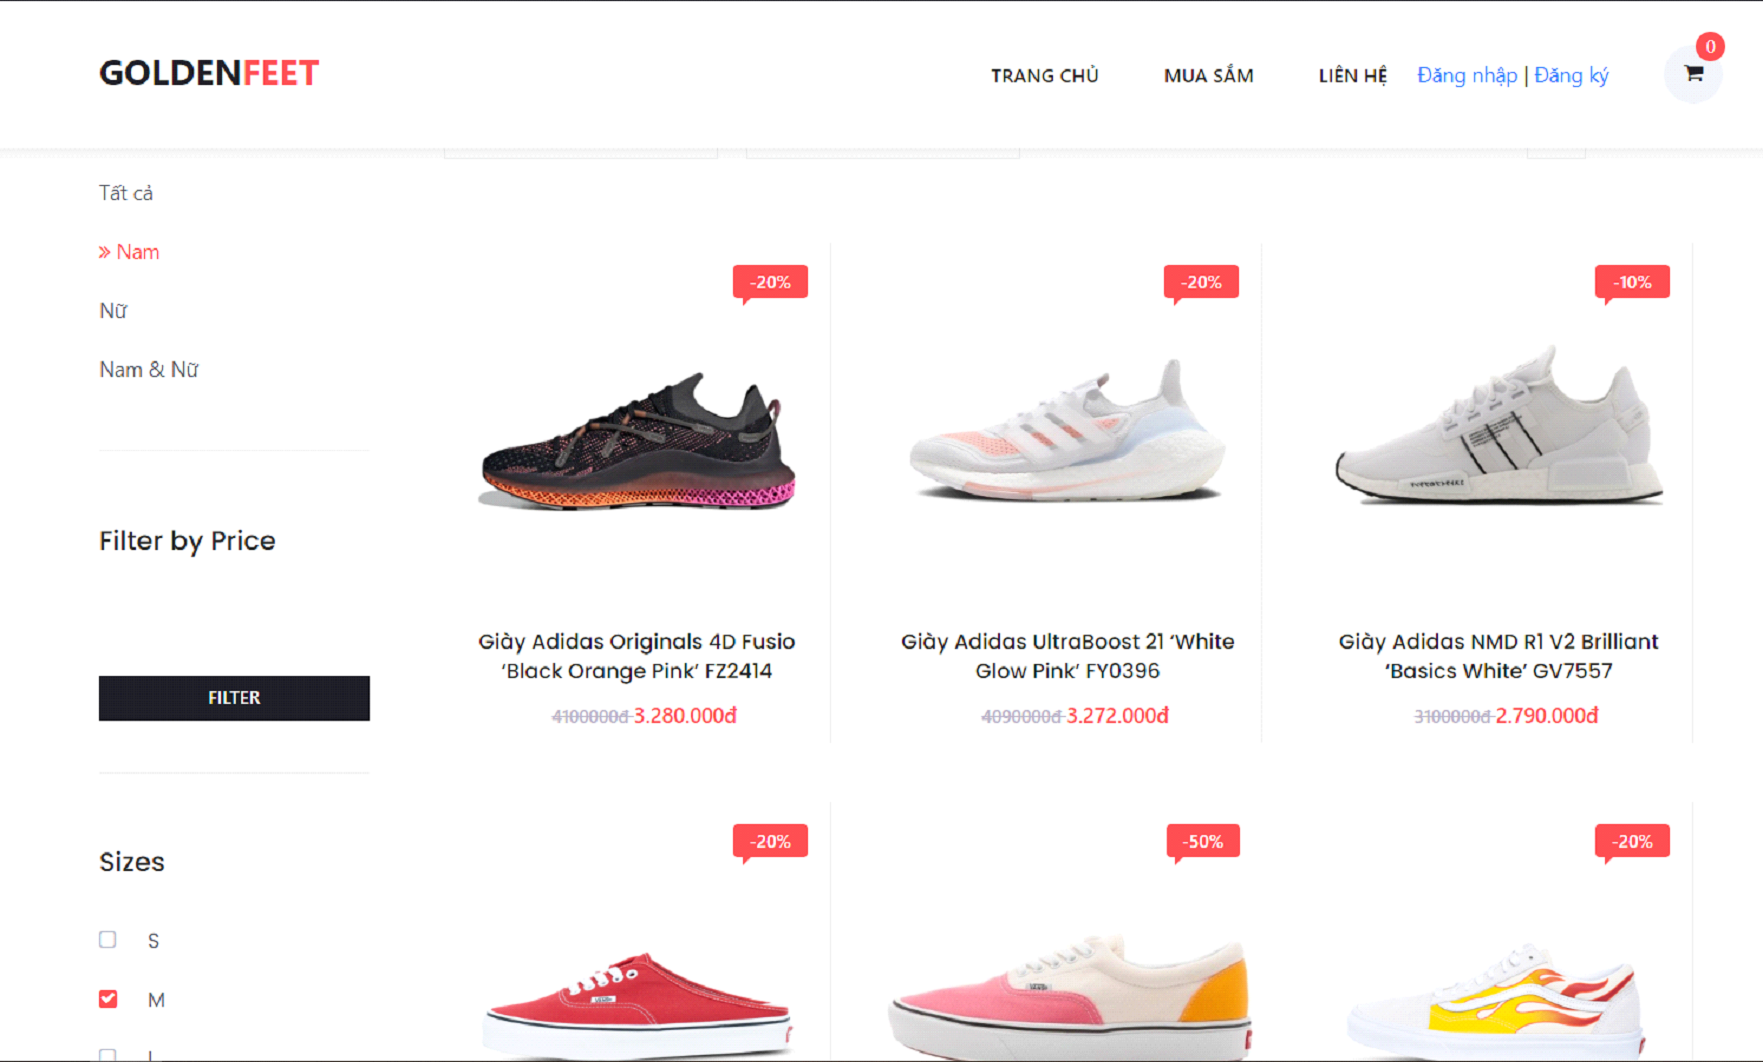 GOLDENFEET
TRANG CHỦ
MUA SẮM
LIÊN HỆ
Đăng nhập | Đăng ký
0
Tất cả
» Nam
Nữ
Nam & Nữ
Filter by Price
FILTER
Sizes
S
M
L
-20%
Giày Adidas Originals 4D Fusio
‘Black Orange Pink’ FZ2414
4100000đ 3.280.000đ
-20%
Giày Adidas UltraBoost 21 ‘White
Glow Pink’ FY0396
4090000đ 3.272.000đ
-10%
Giày Adidas NMD R1 V2 Brilliant
‘Basics White’ GV7557
3100000đ 2.790.000đ
-20%
-50%
-20%